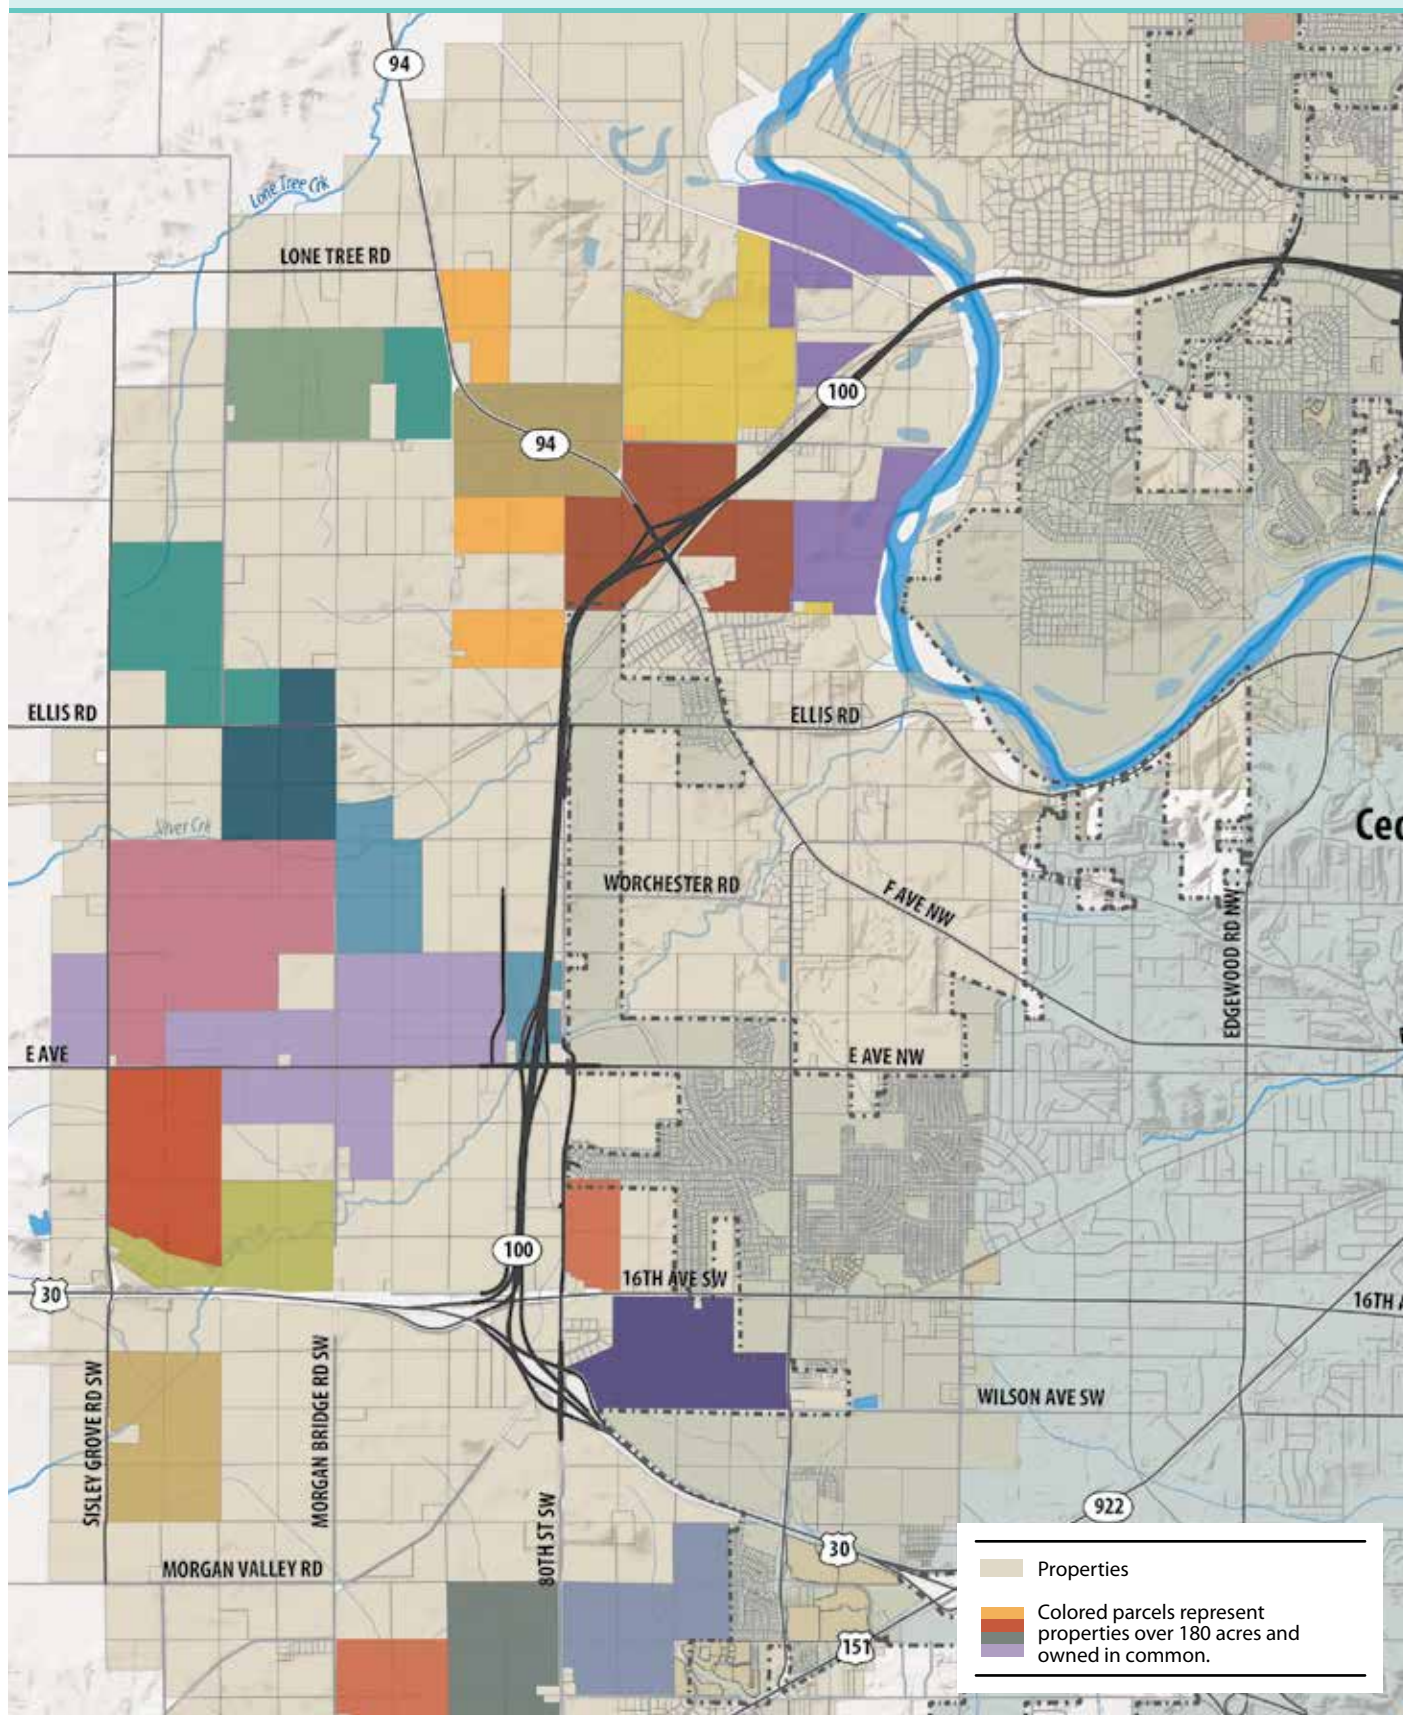 94
Lone Tree Crk
LONE TREE RD
100
94
ELLIS RD
ELLIS RD
Silver Crk
Ced
WORCHESTER RD
F AVE NW
EDGEWOOD RD NW
E AVE
E AVE NW
100
16TH AVE SW
30
16TH A
SISLEY GROVE RD SW
MORGAN BRIDGE RD SW
WILSON AVE SW
80TH ST SW
922
30
MORGAN VALLEY RD
151
Properties
Colored parcels represent
properties over 180 acres and
owned in common.